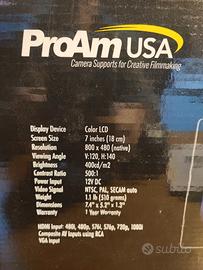 ProAm USA
Camera Supports for Creative Filmmaking
Display Device Color LCD
Screen Size 7 inches (18 cm)
Resolution 800 x 480 (native)
Viewing Angle V:120, H:140
Brightness 400cd/m2
Contrast Ratio 500:1
Power Input 12V DC
Video Signal NTSC, PAL, SECAM auto
Weight 1.1 lb (510 grams)
Dimensions 7.4" x 5.2" x 1.3"
Warranty 1 Year Warranty
HDMI Input: 480i, 480p, 576i, 576p, 720p, 1080i
Composite AV Inputs using RCA
VGA input
subito